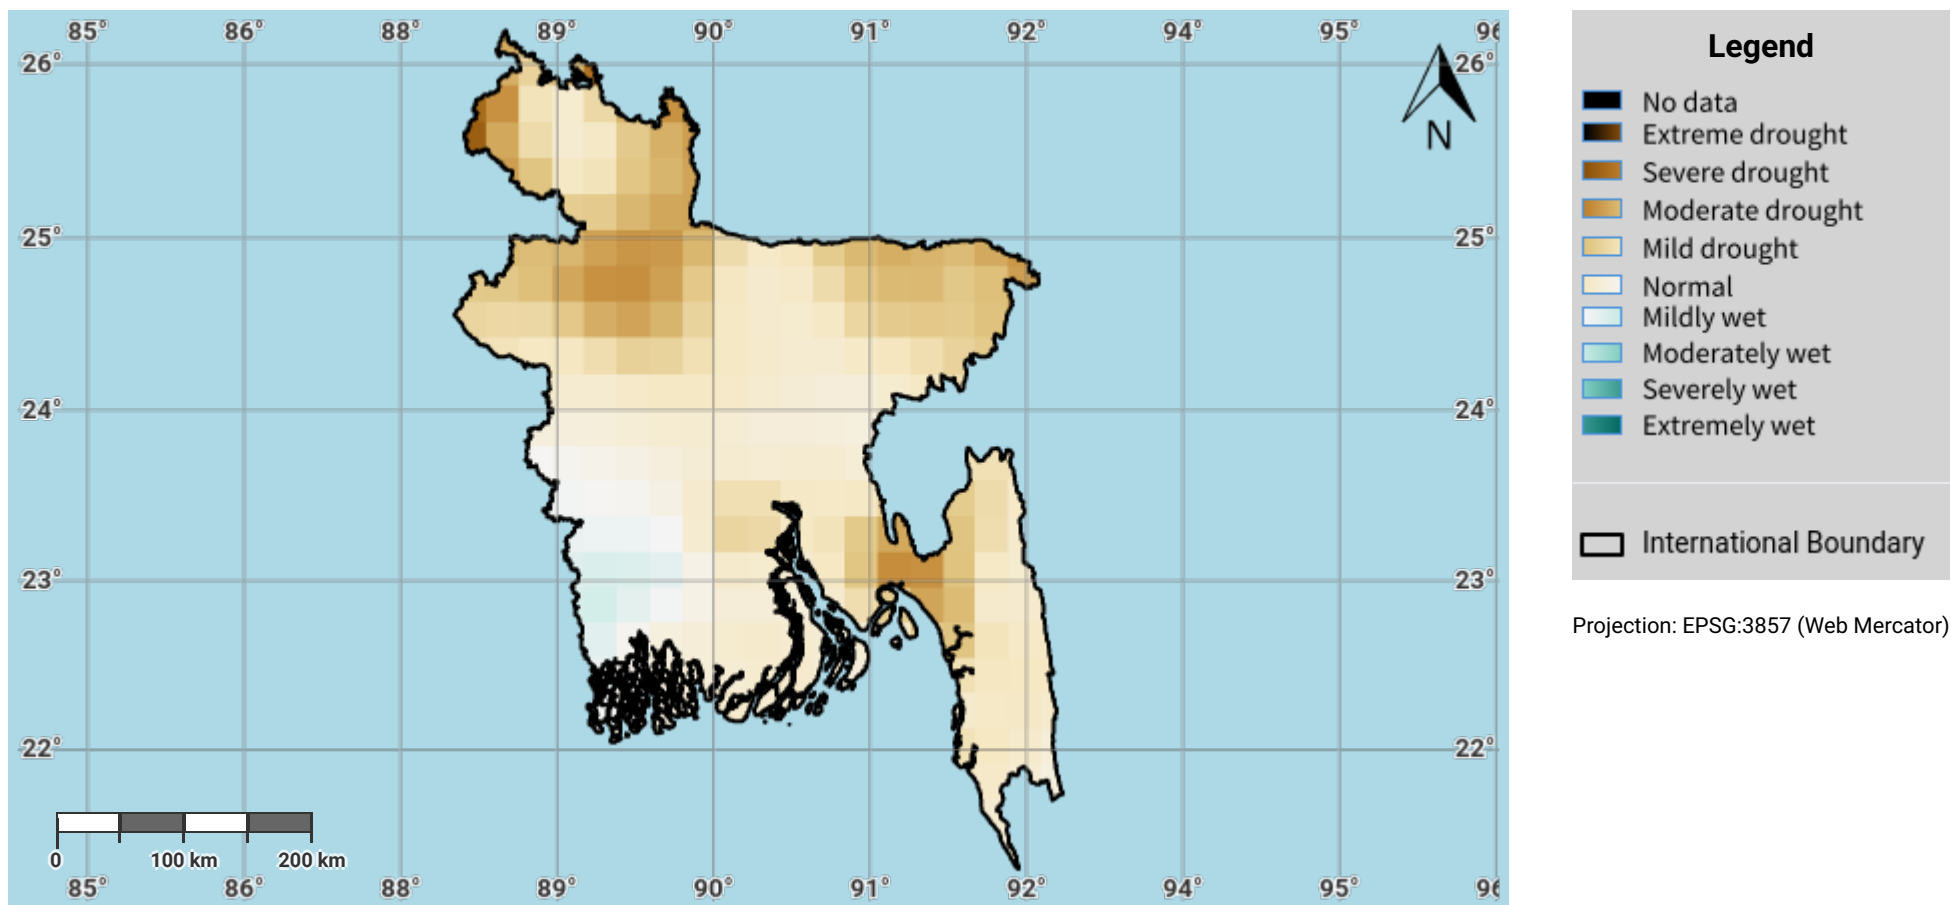 85° 86° 88° 89° 90° 91° 92° 94° 95° 96
26° 26°
25° 25°
24° 24°
23° 23°
22° 22°
N
0 100 km 200 km
85° 86° 88° 89° 90° 91° 92° 94° 95° 96
Legend
No data
Extreme drought
Severe drought
Moderate drought
Mild drought
Normal
Mildly wet
Moderately wet
Severely wet
Extremely wet
International Boundary
Projection: EPSG:3857 (Web Mercator)